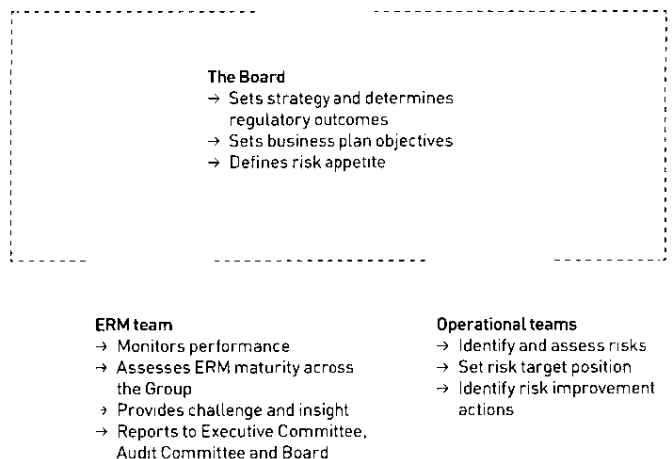 The Board
→ Sets strategy and determines
regulatory outcomes
→ Sets business plan objectives
→ Defines risk appetite
ERM team
→ Monitors performance
→ Assesses ERM maturity across
the Group
→ Provides challenge and insight
→ Reports to Executive Committee,
Audit Committee and Board
Operational teams
→ Identify and assess risks
→ Set risk target position
→ Identify risk improvement
actions